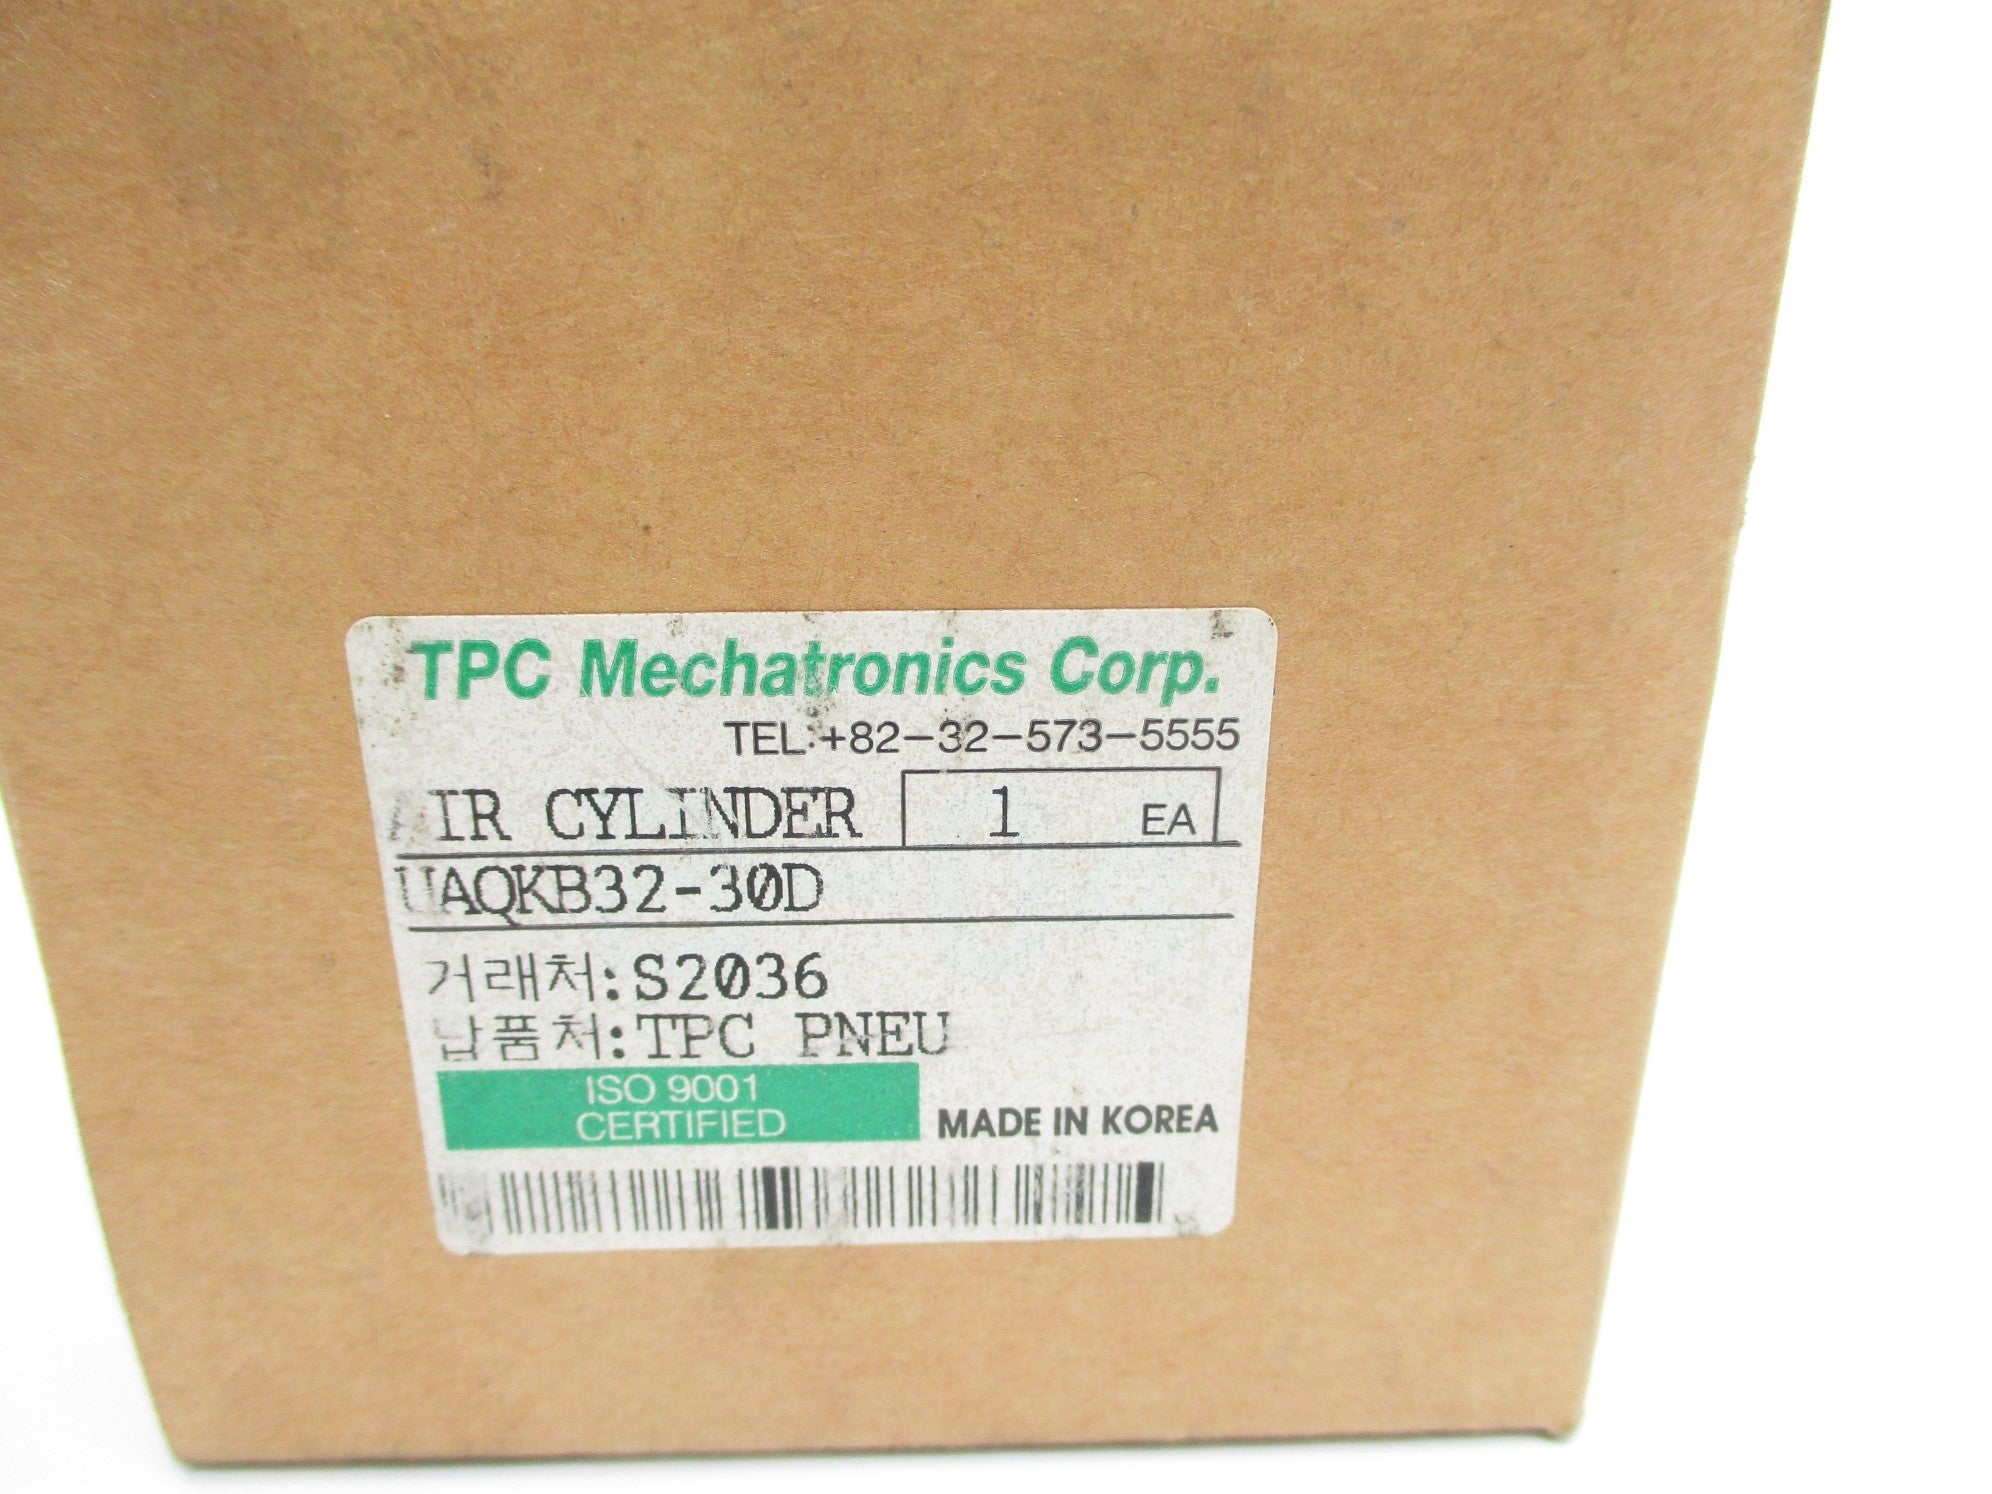 TPC Mechatronics Corp.
TEL:+82-32-573-5555
AIR CYLINDER 1 EA
UAQKB32-30D
거래처:S2036
납품처:TPC PNEU
ISO 9001
CERTIFIED
MADE IN KOREA